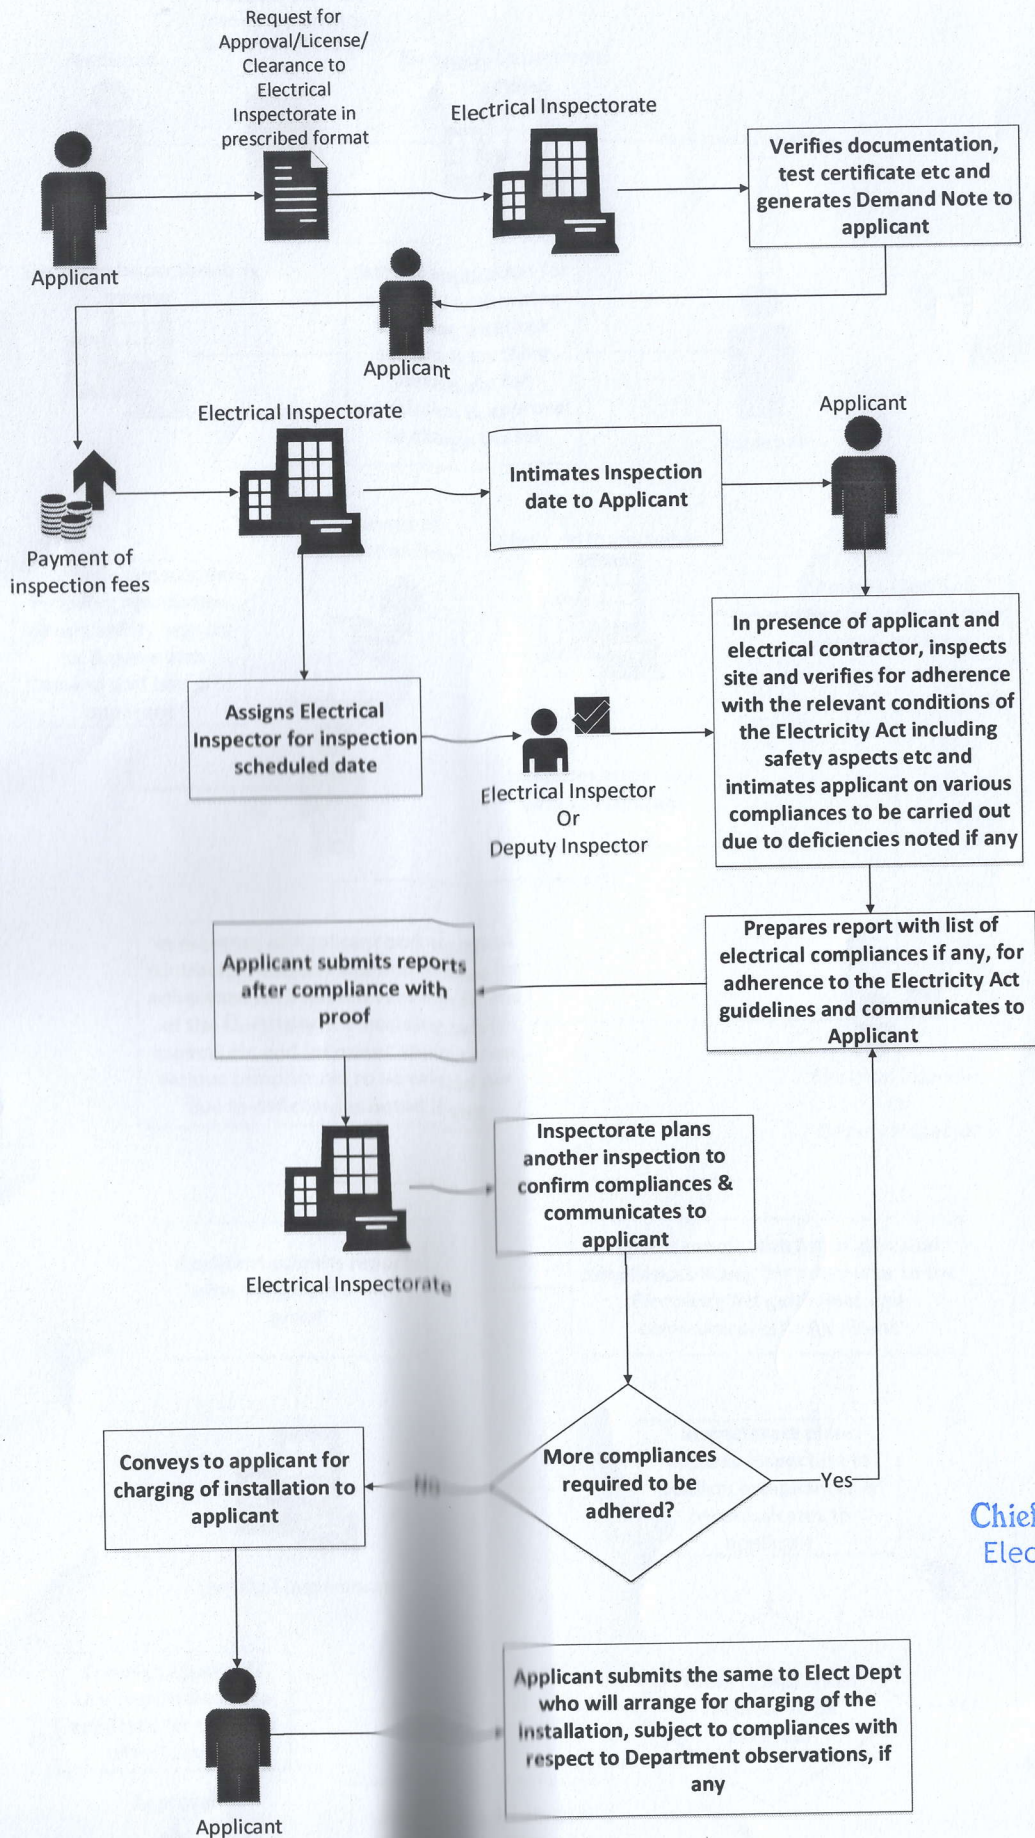 Request for
Approval/License/
Clearance to
Electrical
Inspectorate in
prescribed format
Electrical Inspectorate
Verifies documentation,
test certificate etc and
generates Demand Note to
applicant
Applicant
Applicant
Electrical Inspectorate
Applicant
Intimates Inspection
date to Applicant
Payment of
inspection fees
In presence of applicant and
electrical contractor, inspects
site and verifies for adherence
with the relevant conditions of
the Electricity Act including
safety aspects etc and
intimates applicant on various
compliances to be carried out
due to deficiencies noted if any
Assigns Electrical
Inspector for inspection
scheduled date
Electrical Inspector
Or
Deputy Inspector
Prepares report with list of
electrical compliances if any, for
adherence to the Electricity Act
guidelines and communicates to
Applicant
Applicant submits reports
after compliance with
proof
Inspectorate plans
another inspection to
confirm compliances &
communicates to
applicant
Electrical Inspectorate
More compliances
required to be
adhered?
Yes
No
Conveys to applicant for
charging of installation to
applicant
Chief
Elec
Applicant submits the same to Elect Dept
who will arrange for charging of the
installation, subject to compliances with
respect to Department observations, if
any
Applicant